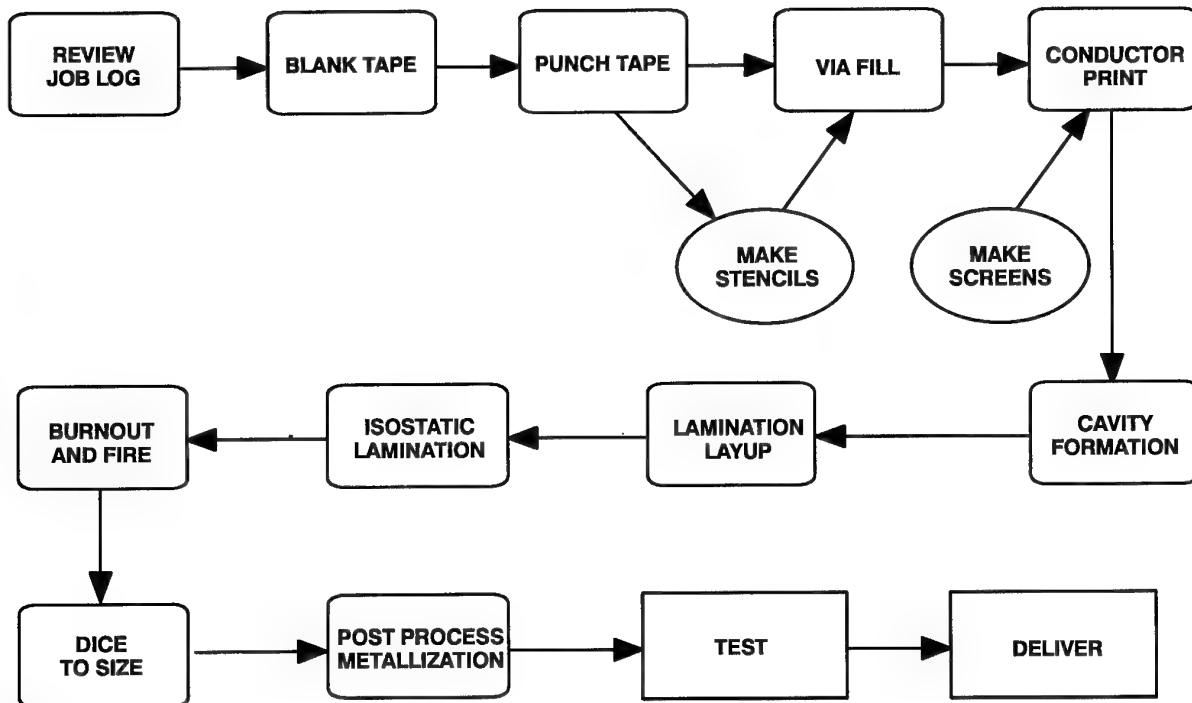 REVIEW
JOB LOG
BLANK TAPE
PUNCH TAPE
VIA FILL
CONDUCTOR
PRINT
MAKE
STENCILS
MAKE
SCREENS
CAVITY
FORMATION
LAMINATION
LAYUP
ISOSTATIC
LAMINATION
BURNOUT
AND FIRE
DICE
TO SIZE
POST PROCESS
METALLIZATION
TEST
DELIVER